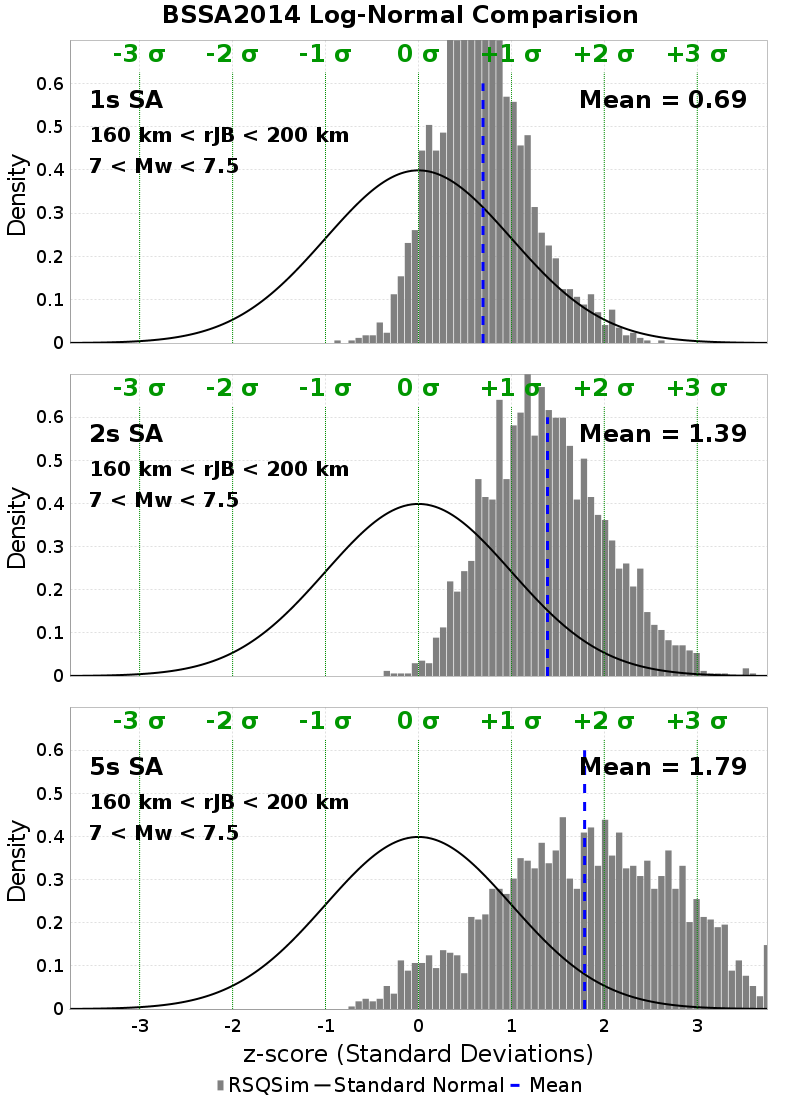 BSSA2014 Log-Normal Comparision
-3 σ -2 σ -1 σ 0 σ +1 σ +2 σ +3 σ
1s SA Mean = 0.69
160 km < rJB < 200 km
7 < Mw < 7.5
Density
0.6
0.5
0.4
0.3
0.2
0.1
0
-3 σ -2 σ -1 σ 0 σ +1 σ +2 σ +3 σ
2s SA Mean = 1.39
160 km < rJB < 200 km
7 < Mw < 7.5
Density
0.6
0.5
0.4
0.3
0.2
0.1
0
-3 σ -2 σ -1 σ 0 σ +1 σ +2 σ +3 σ
5s SA Mean = 1.79
160 km < rJB < 200 km
7 < Mw < 7.5
Density
0.6
0.5
0.4
0.3
0.2
0.1
0
-3 -2 -1 0 1 2 3
z-score (Standard Deviations)
RSQSim Standard Normal Mean